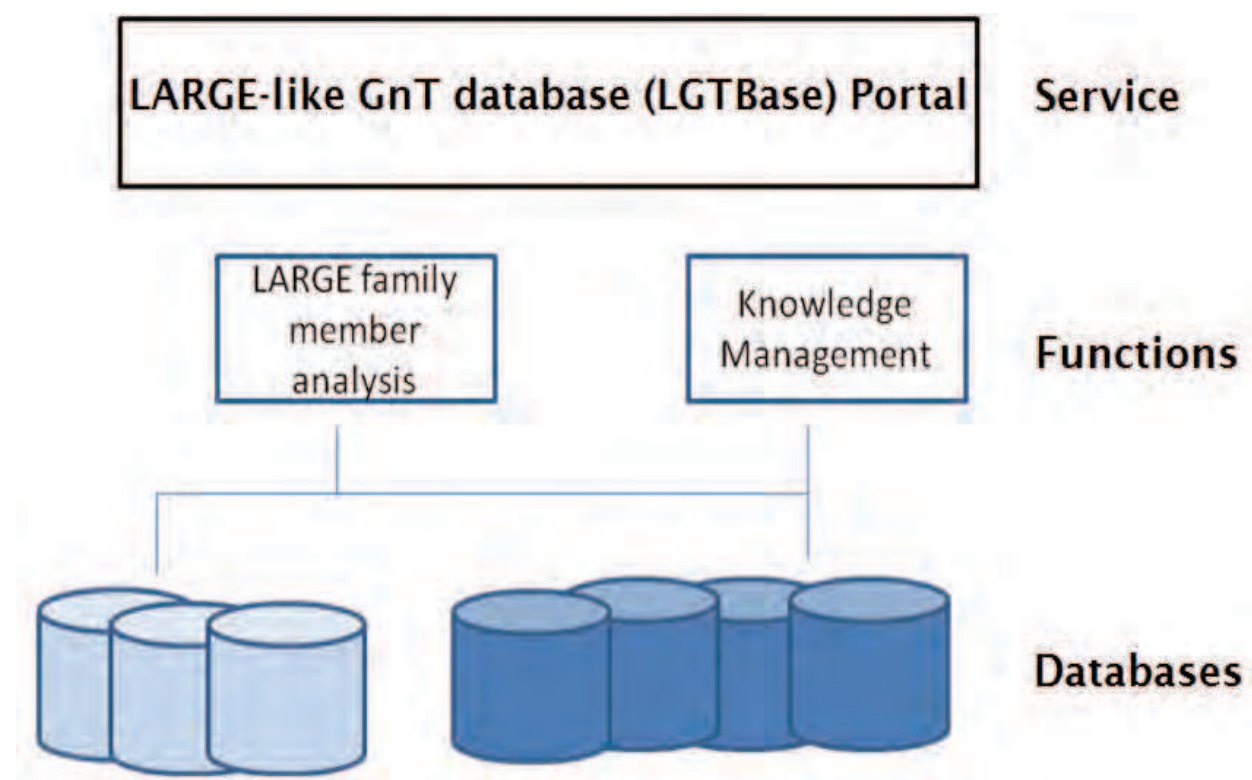 LARGE-like GnT database (LGTBase) Portal
Service
LARGE family
member
analysis
Knowledge
Management
Functions
Databases